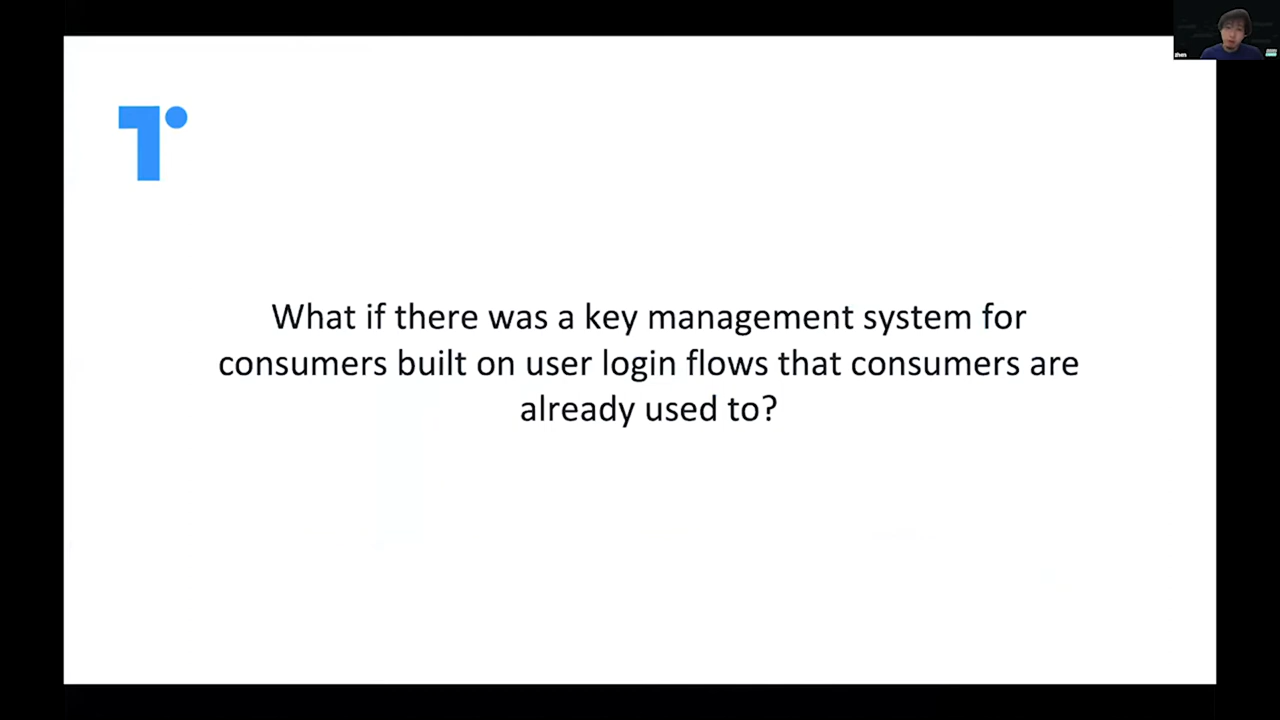 What if there was a key management system for
consumers built on user login flows that consumers are
already used to?